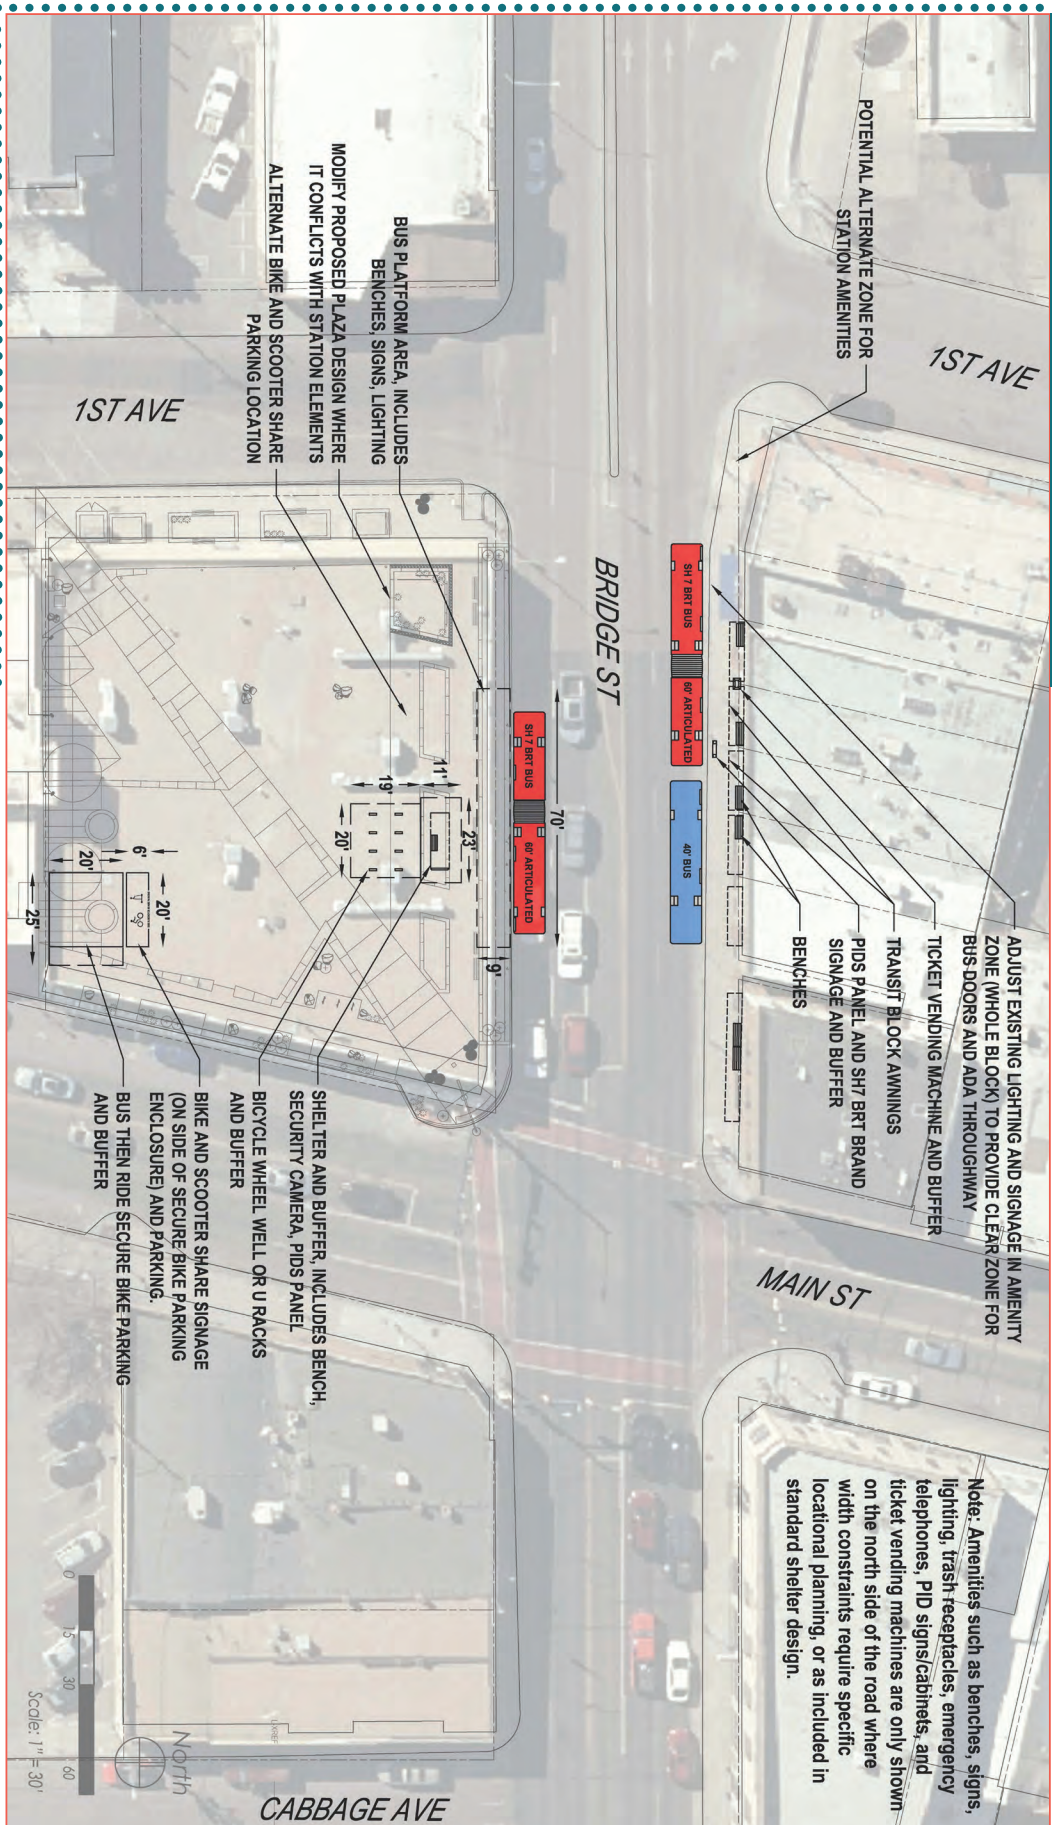 POTENTIAL ALTERNATE ZONE FOR
STATION AMENITIES
1ST AVE
ADJUST EXISTING LIGHTING AND SIGNAGE IN AMENITY
ZONE (WHOLE BLOCK) TO PROVIDE CLEAR ZONE FOR
BUS DOORS AND ADA THROUGHWAY
TICKET VENDING MACHINE AND BUFFER
TRANSIT BLOCK AWNINGS
PIDS PANEL AND SH7 BRT BRAND
SIGNAGE AND BUFFER
BENCHES
MAIN ST
Note: Amenities such as benches, signs,
lighting, trash receptacles, emergency
telephones, PID signs/cabinets, and
ticket vending machines are only shown
on the north side of the road where
width constraints require specific
locational planning, or as included in
standard shelter design.
SH 7 BRT BUS
60' ARTICULATED
40' BUS
BRIDGE ST
SH 7 BRT BUS
60' ARTICULATED
70'
9'
BUS PLATFORM AREA, INCLUDES
BENCHES, SIGNS, LIGHTING
MODIFY PROPOSED PLAZA DESIGN WHERE
IT CONFLICTS WITH STATION ELEMENTS
ALTERNATE BIKE AND SCOOTER SHARE
PARKING LOCATION
1ST AVE
11'
23'
19'
20'
6'
20'
20'
25'
SHELTER AND BUFFER, INCLUDES BENCH,
SECURITY CAMERA, PIDS PANEL
BICYCLE WHEEL WELL OR U RACKS
AND BUFFER
BIKE AND SCOOTER SHARE SIGNAGE
(ON SIDE OF SECURE BIKE PARKING
ENCLOSURE) AND PARKING.
BUS THEN RIDE SECURE BIKE PARKING
AND BUFFER
CABBAGE AVE
North
0 15 30 60
Scale: 1" = 30'